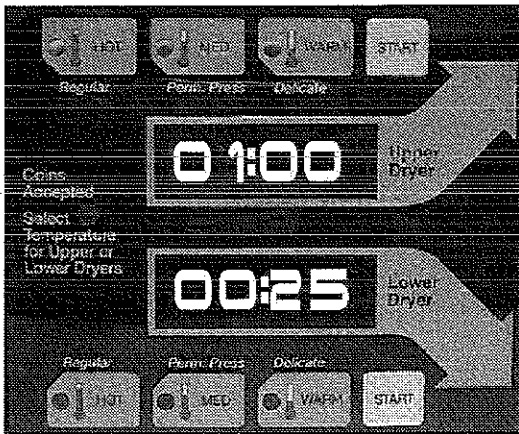 HOT MED WARM START
Regular Perm. Press Delicate
01:00
Upper
Dryer
Coins
Accepted
Select
Temperature
for Upper or
Lower Dryers
00:25
Lower
Dryer
Regular Perm. Press Delicate
HOT MED WARM START